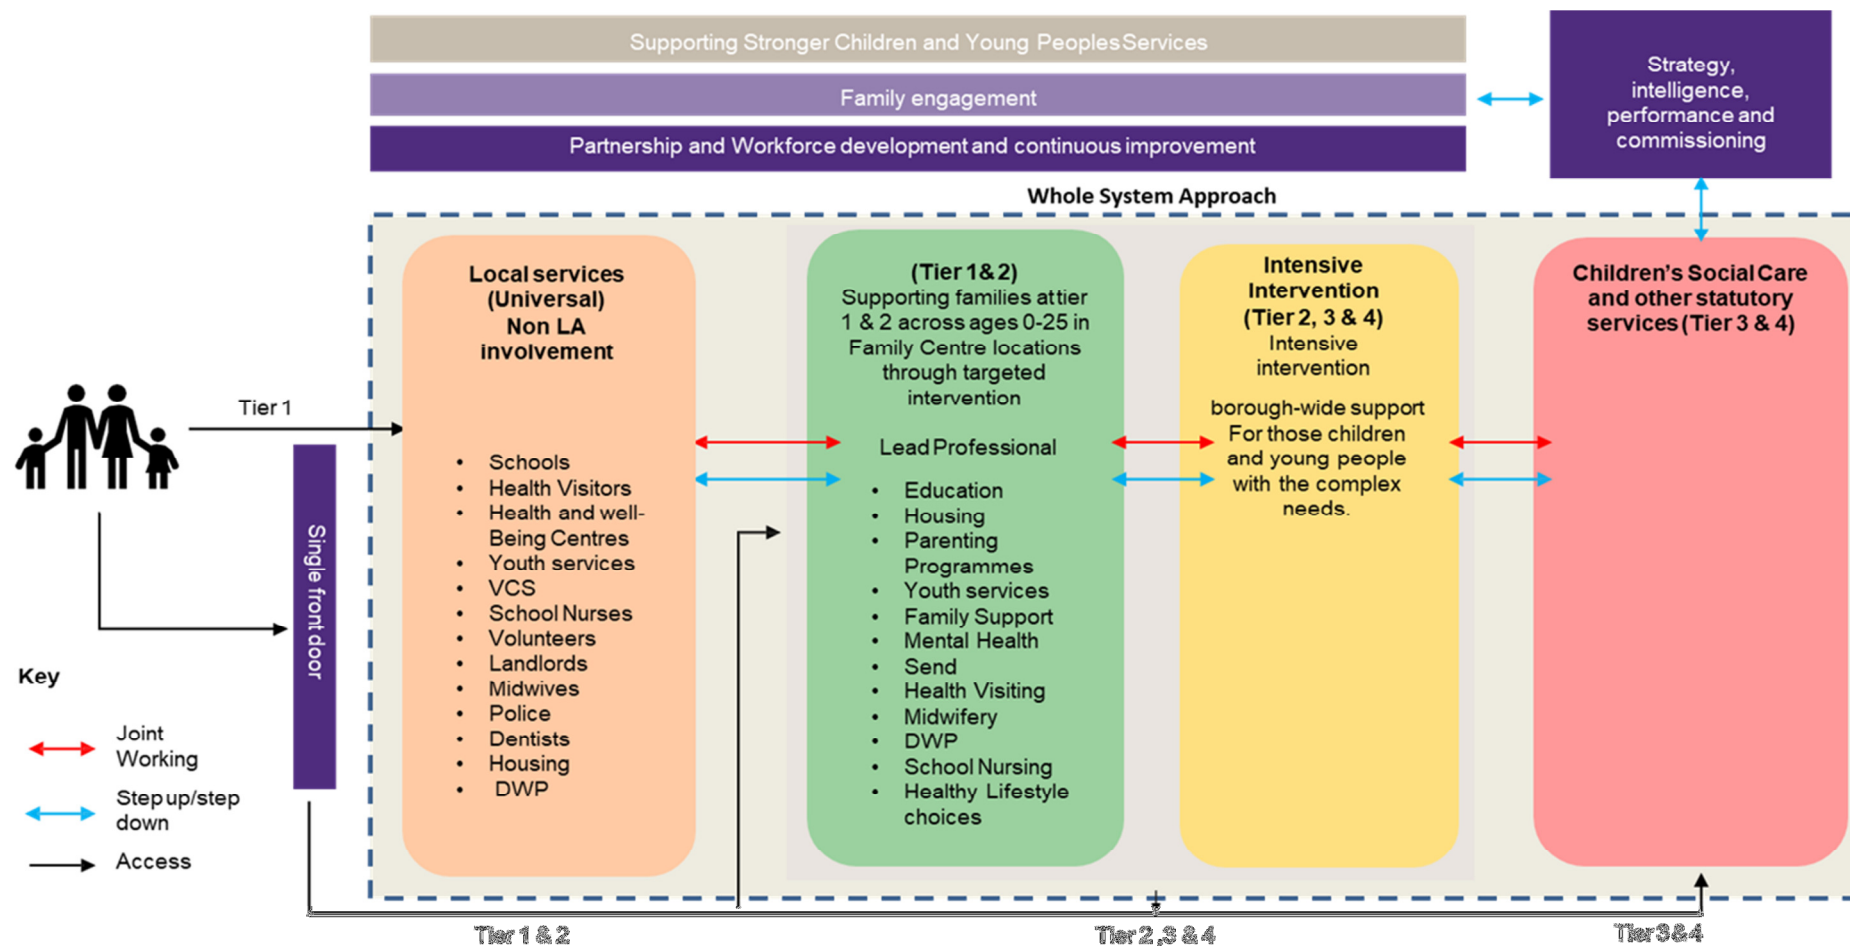 Supporting Stronger Children and Young Peoples Services
Family engagement
Partnership and Workforce development and continuous improvement
Strategy,
intelligence,
performance and
commissioning
Whole System Approach
Tier 1
Single front door
Key
Joint
Working
Step up/step
down
Access
Local services
(Universal)
Non LA
involvement
• Schools
• Health Visitors
• Health and well-
Being Centres
• Youth services
• VCS
• School Nurses
• Volunteers
• Landlords
• Midwives
• Police
• Dentists
• Housing
• DWP
(Tier 1 & 2)
Supporting families at tier
1 & 2 across ages 0-25 in
Family Centre locations
through targeted
intervention
Lead Professional
• Education
• Housing
• Parenting
Programmes
• Youth services
• Family Support
• Mental Health
• Send
• Health Visiting
• Midwifery
• DWP
• School Nursing
• Healthy Lifestyle
choices
Intensive
Intervention
(Tier 2, 3 & 4)
Intensive
intervention
borough-wide support
For those children
and young people
with the complex
needs.
Children's Social Care
and other statutory
services (Tier 3 & 4)
Tier 1 & 2
Tier 2, 3 & 4
Tier 3 & 4